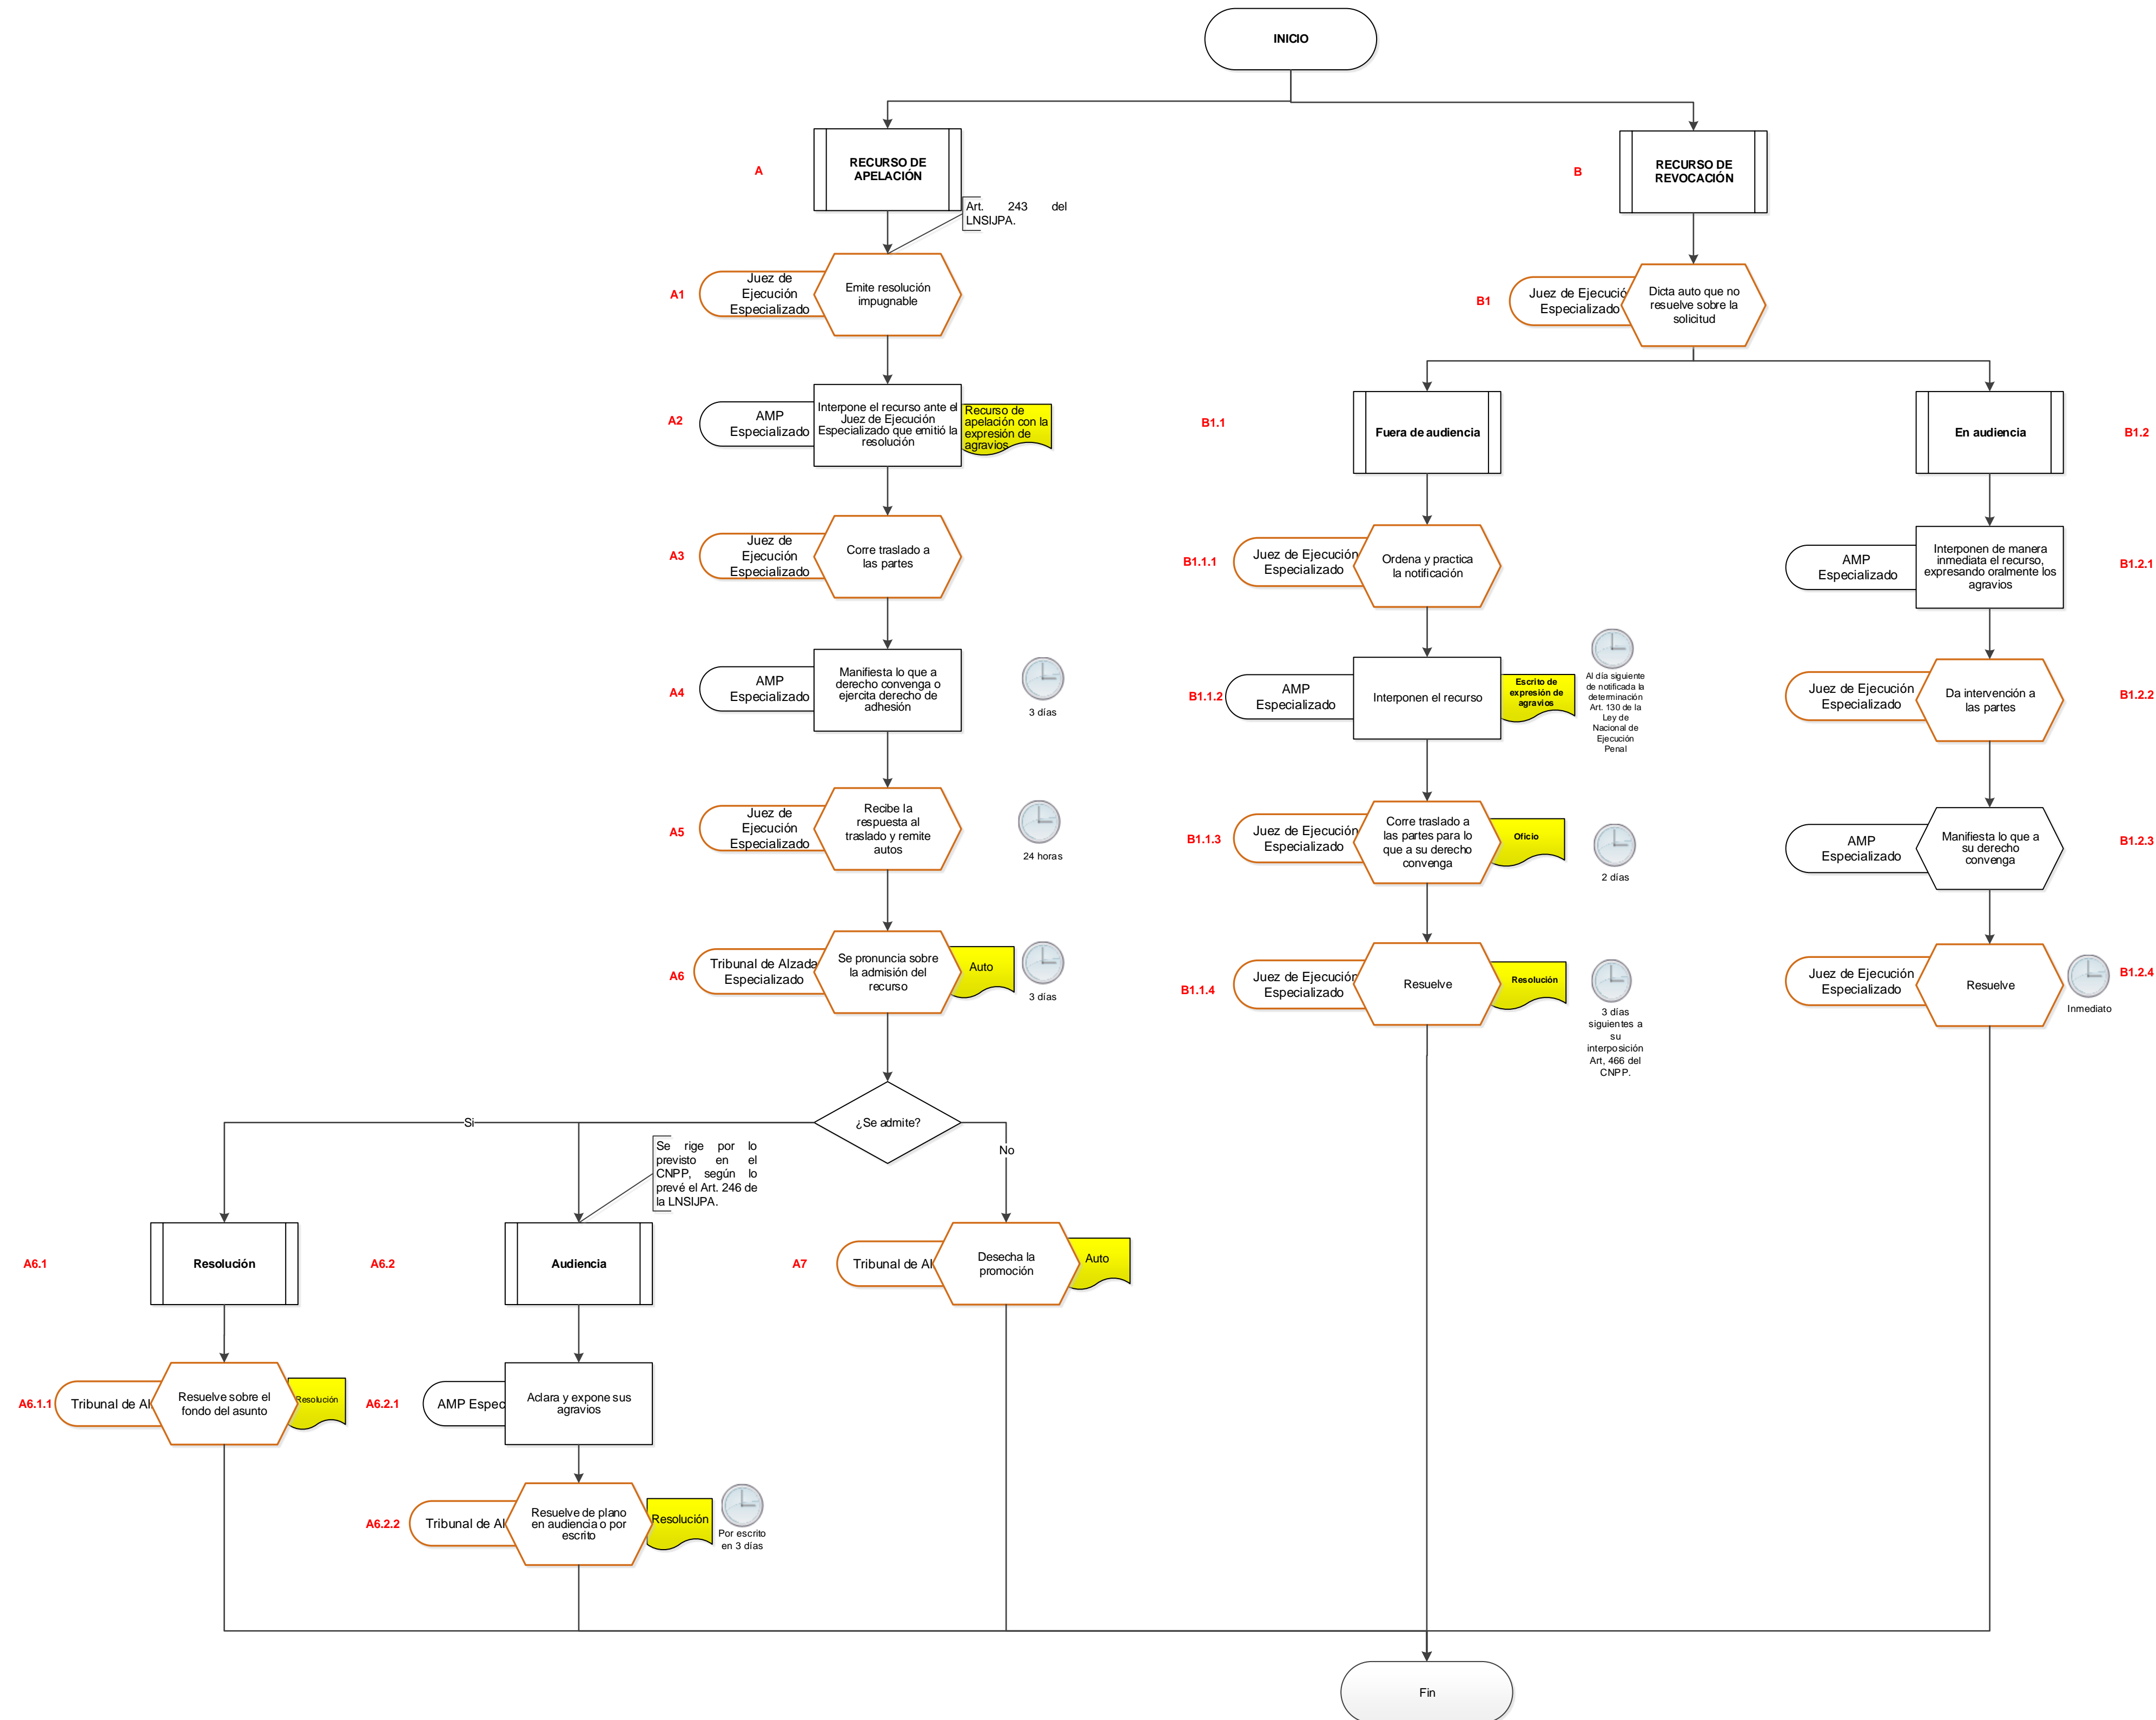 INICIO
A
RECURSO DE
APELACIÓN
Art. 243 del
LNSIJPA.
A1
Juez de
Ejecución
Especializado
Emite resolución
impugnable
A2
AMP
Especializado
Interpone el recurso ante el
Juez de Ejecución
Especializado que emitió la
resolución
Recurso de
apelación con la
expresión de
agravios
A3
Juez de
Ejecución
Especializado
Corre traslado a
las partes
A4
AMP
Especializado
Manifiesta lo que a
derecho convenga o
ejercita derecho de
adhesión
3 días
A5
Juez de
Ejecución
Especializado
Recibe la
respuesta al
traslado y remite
autos
24 horas
A6
Tribunal de Alzada
Especializado
Se pronuncia sobre
la admisión del
recurso
Auto
3 días
¿Se admite?
Si
No
Se rige por lo
previsto en el
CNPP, según lo
prevé el Art. 246 de
la LNSIJPA.
A6.1
Resolución
A6.1.1
Tribunal de Al
Resuelve sobre el
fondo del asunto
Resolución
A6.2
Audiencia
A6.2.1
AMP Espec
Aclara y expone sus
agravios
A6.2.2
Tribunal de Al
Resuelve de plano
en audiencia o por
escrito
Resolución
Por escrito
en 3 días
A7
Tribunal de Al
Desecha la
promoción
Auto
B
RECURSO DE
REVOCACIÓN
B1
Juez de Ejecució
Especializado
Dicta auto que no
resuelve sobre la
solicitud
B1.1
Fuera de audiencia
B1.1.1
Juez de Ejecución
Especializado
Ordena y practica
la notificación
B1.1.2
AMP
Especializado
Interponen el recurso
Escrito de
expresión de
agravios
Al día siguiente
de notificada la
determinación
Art. 130 de la
Ley de
Nacional de
Ejecución
Penal
B1.1.3
Juez de Ejecución
Especializado
Corre traslado a
las partes para lo
que a su derecho
convenga
Oficio
2 días
B1.1.4
Juez de Ejecución
Especializado
Resuelve
Resolución
3 días
siguientes a
su
interposición
Art, 466 del
CNPP.
En audiencia
B1.2
AMP
Especializado
Interponen de manera
inmediata el recurso,
expresando oralmente los
agravios
B1.2.1
Juez de Ejecución
Especializado
Da intervención a
las partes
B1.2.2
AMP
Especializado
Manifiesta lo que a
su derecho
convenga
B1.2.3
Juez de Ejecución
Especializado
Resuelve
Inmediato
B1.2.4
Fin